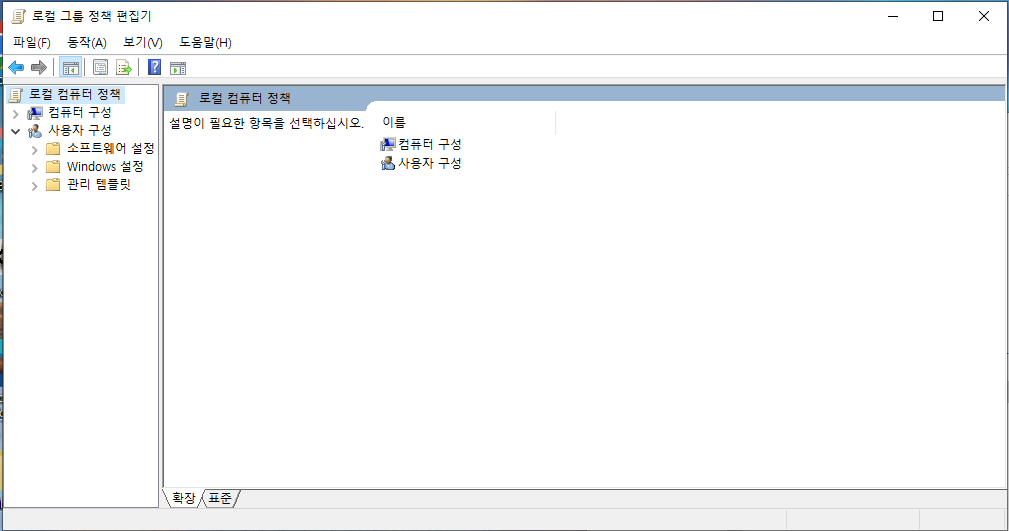 로컬 그룹 정책 편집기
파일(F) 동작(A) 보기(V) 도움말(H)
로컬 컴퓨터 정책
컴퓨터 구성
사용자 구성
소프트웨어 설정
Windows 설정
관리 템플릿
로컬 컴퓨터 정책
설명이 필요한 항목을 선택하십시오.
이름
컴퓨터 구성
사용자 구성
확장 표준